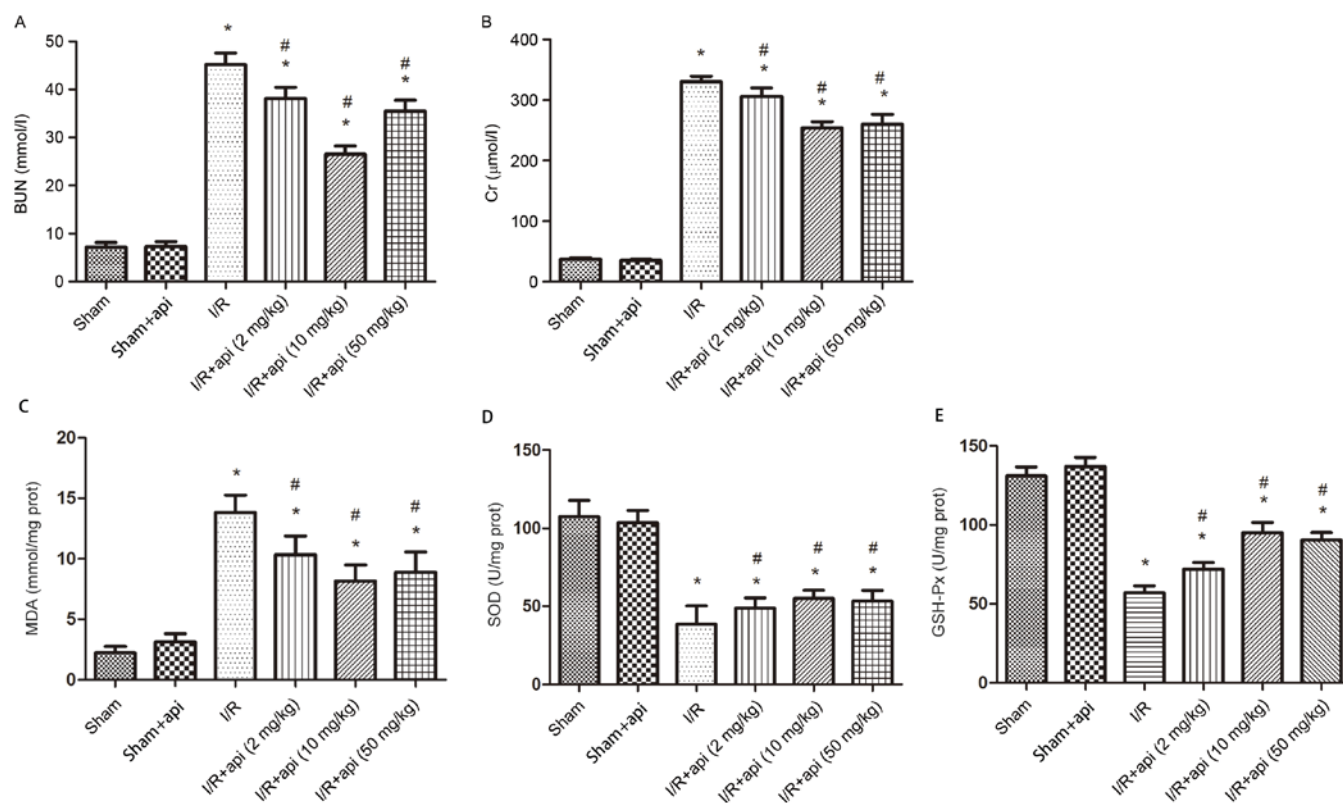 A
BUN (mmol/l)
50
40
30
20
10
0
*
#
*
#
*
#
*
Sham
Sham+api
I/R
I/R+api (2 mg/kg)
I/R+api (10 mg/kg)
I/R+api (50 mg/kg)
B
Cr (μmol/l)
400
300
200
100
0
*
#
*
#
*
#
*
Sham
Sham+api
I/R
I/R+api (2 mg/kg)
I/R+api (10 mg/kg)
I/R+api (50 mg/kg)
C
MDA (mmol/mg prot)
20
15
10
5
0
*
#
*
#
*
#
*
Sham
Sham+api
I/R
I/R+api (2 mg/kg)
I/R+api (10 mg/kg)
I/R+api (50 mg/kg)
D
SOD (U/mg prot)
150
100
50
0
*
#
*
#
*
#
*
Sham
Sham+api
I/R
I/R+api (2 mg/kg)
I/R+api (10 mg/kg)
I/R+api (50 mg/kg)
E
GSH-Px (U/mg prot)
150
100
50
0
*
#
*
#
*
#
*
Sham
Sham+api
I/R
I/R+api (2 mg/kg)
I/R+api (10 mg/kg)
I/R+api (50 mg/kg)